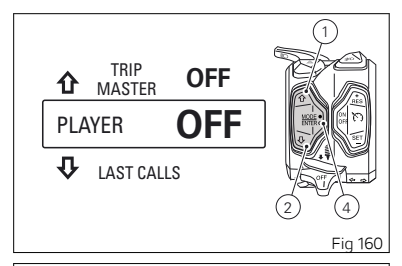 1
TRIP
MASTER OFF
PLAYER OFF
LAST CALLS
MODE
ENTER
RES
ON
OFF
SET
OFF
2
4
Fig 160